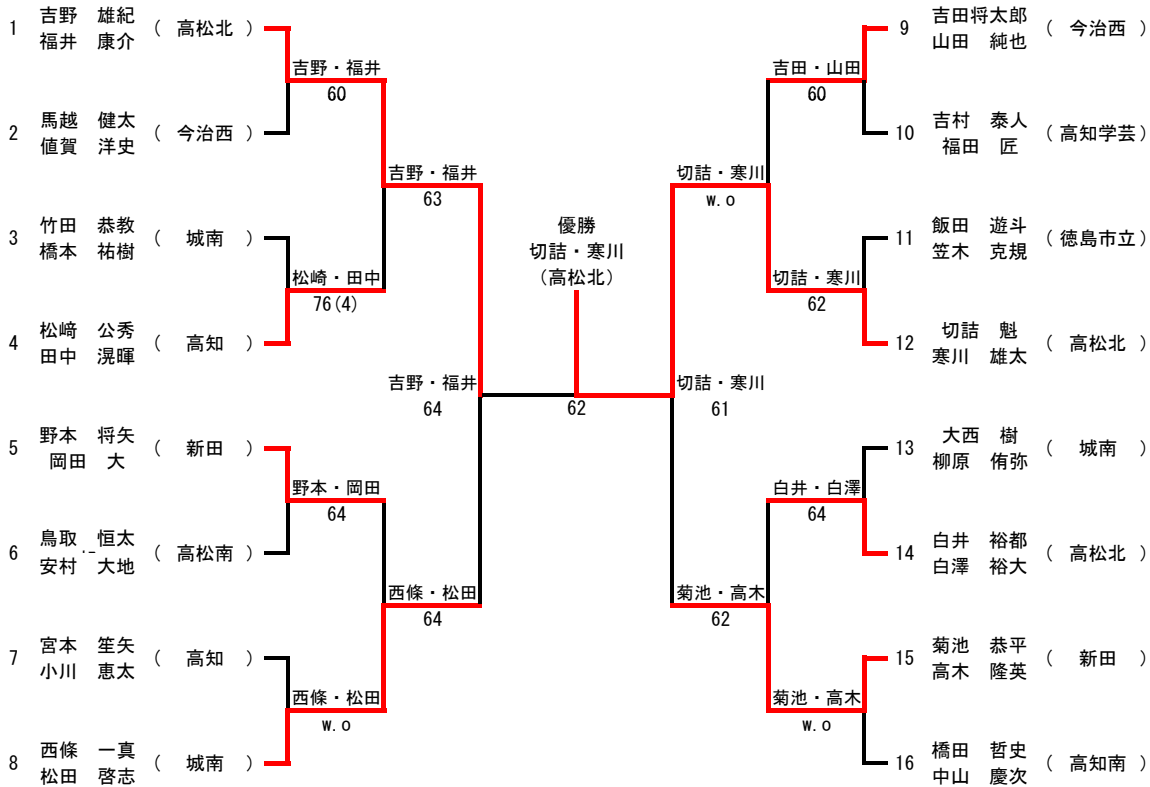 1 吉野 雄紀 ( 高松北 )
福井 康介
2 馬越 健太 ( 今治西 )
値賀 洋史
3 竹田 恭教 ( 城南 )
橋本 祐樹
4 松﨑 公秀 ( 高知 )
田中 滉暉
5 野本 将矢 ( 新田 )
岡田 大
6 鳥取 恒太 ( 高松南 )
安村 大地
7 宮本 笙矢 ( 高知 )
小川 恵太
8 西條 一真 ( 城南 )
松田 啓志
吉野・福井
60
松崎・田中
76(4)
野本・岡田
64
西條・松田
w.o
吉野・福井
63
西條・松田
64
吉野・福井
64
優勝
切詰・寒川
(高松北)
62
切詰・寒川
61
切詰・寒川
w.o
菊池・高木
62
吉田・山田
60
切詰・寒川
62
白井・白澤
64
菊池・高木
w.o
9 吉田将太郎 ( 今治西 )
山田 純也
10 吉村 泰人 ( 高知学芸 )
福田 匠
11 飯田 遊斗 ( 徳島市立 )
笠木 克規
12 切詰 魁 ( 高松北 )
寒川 雄太
13 大西 樹 ( 城南 )
柳原 侑弥
14 白井 裕都 ( 高松北 )
白澤 裕大
15 菊池 恭平 ( 新田 )
高木 隆英
16 橋田 哲史 ( 高知南 )
中山 慶次